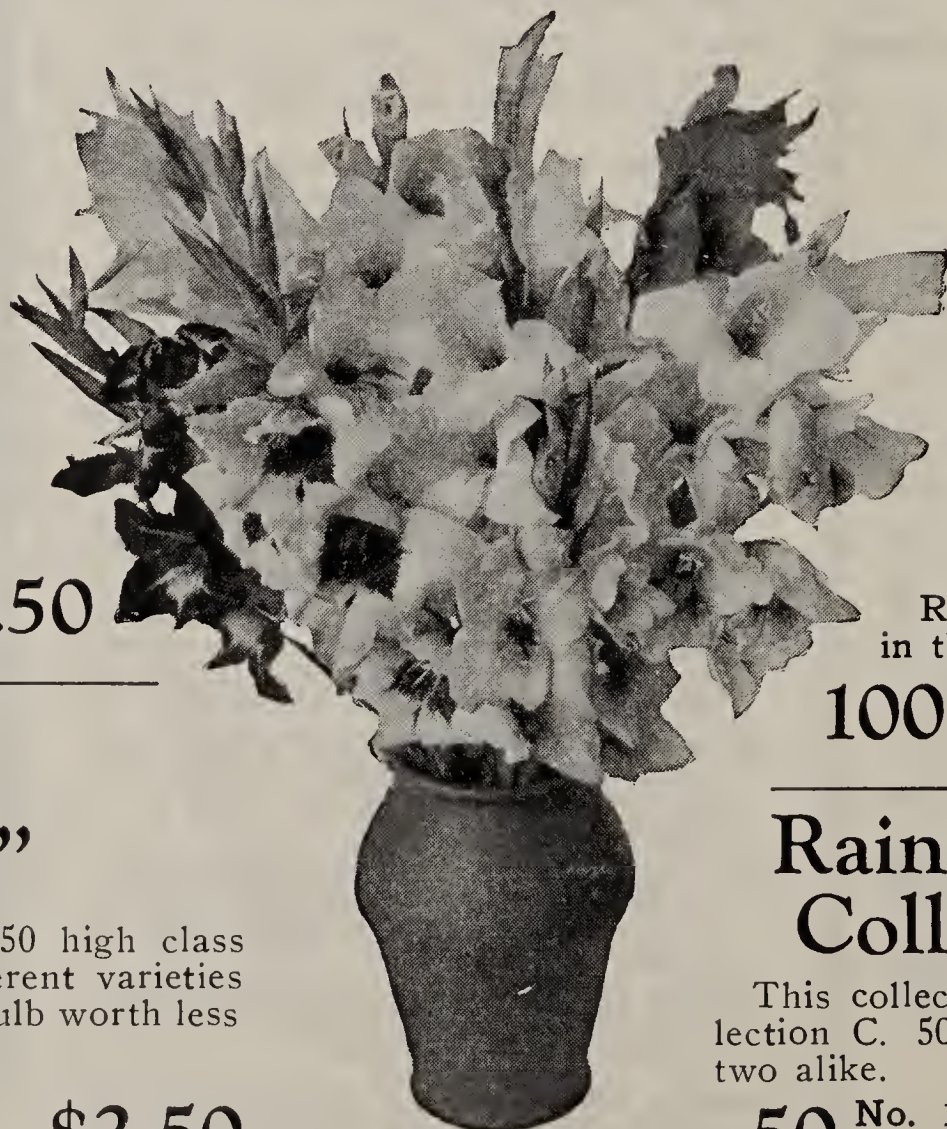 .50
”
50 high class
erent varieties
ulb worth less
$2.50
R
in t
100
Rain
Coll
This collec
lection C. 50
two alike.
50 No.